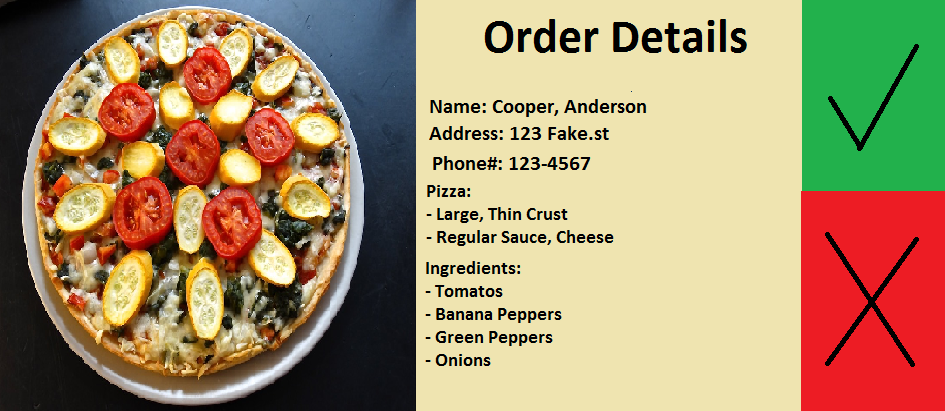 Order Details
Name: Cooper, Anderson
Address: 123 Fake.st
Phone#: 123-4567
Pizza:
- Large, Thin Crust
- Regular Sauce, Cheese
Ingredients:
- Tomatos
- Banana Peppers
- Green Peppers
- Onions